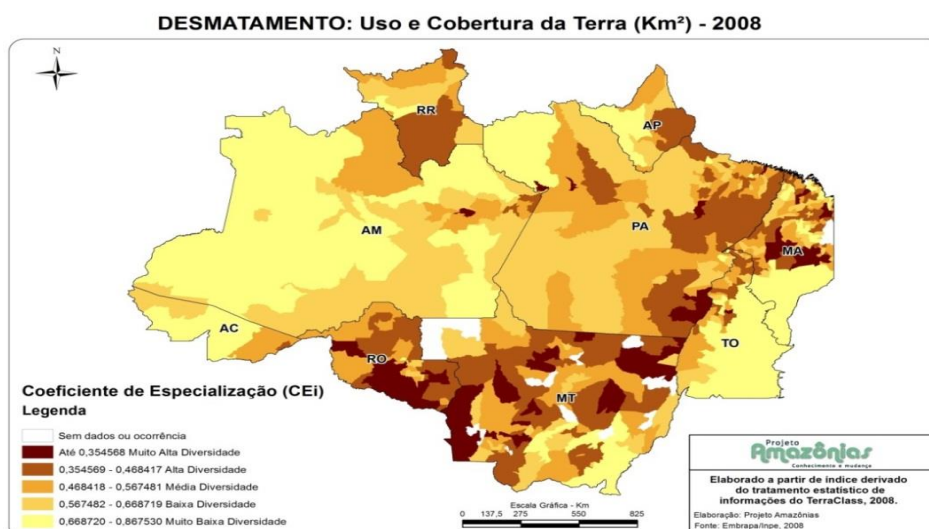 DESMATAMENTO: Uso e Cobertura da Terra (Km²) - 2008
N
RR
AP
AM
PA
MA
AC
RO
TO
MT
Coeficiente de Especialização (CEi)
Legenda
Sem dados ou ocorrência
Até 0,354568 Muito Alta Diversidade
0,354569 - 0,468417 Alta Diversidade
0,468418 - 0,567481 Média Diversidade
0,567482 - 0,668719 Baixa Diversidade
0,668720 - 0,867530 Muito Baixa Diversidade
Escala Gráfica - Km
0 137,5 275 550 825
Projeto
Amazônias
Conhecimento e mudança
Elaborado a partir de índice derivado
do tratamento estatístico de
informações do TerraClass, 2008.
Elaboração: Projeto Amazônias
Fonte: Embrapa/Inpe, 2008